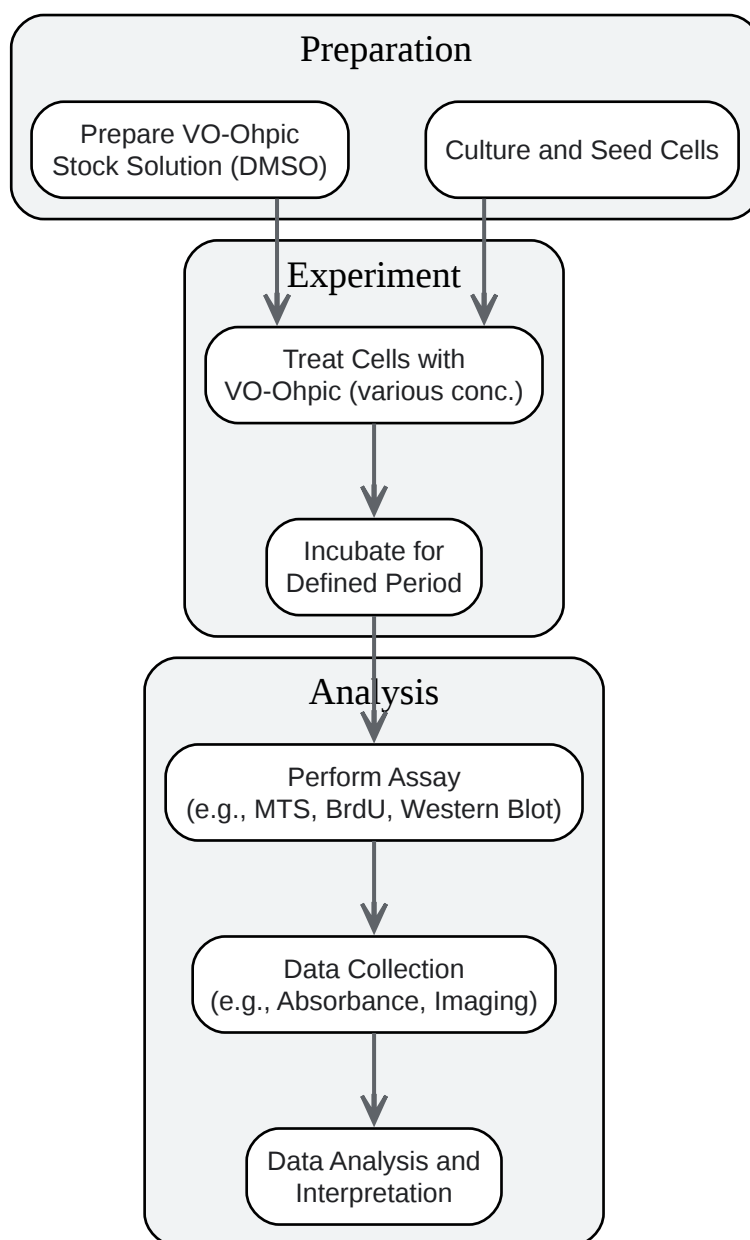 Preparation
Prepare VO-Ohpic
Stock Solution (DMSO)
Culture and Seed Cells
Experiment
Treat Cells with
VO-Ohpic (various conc.)
Incubate for
Defined Period
Analysis
Perform Assay
(e.g., MTS, BrdU, Western Blot)
Data Collection
(e.g., Absorbance, Imaging)
Data Analysis and
Interpretation